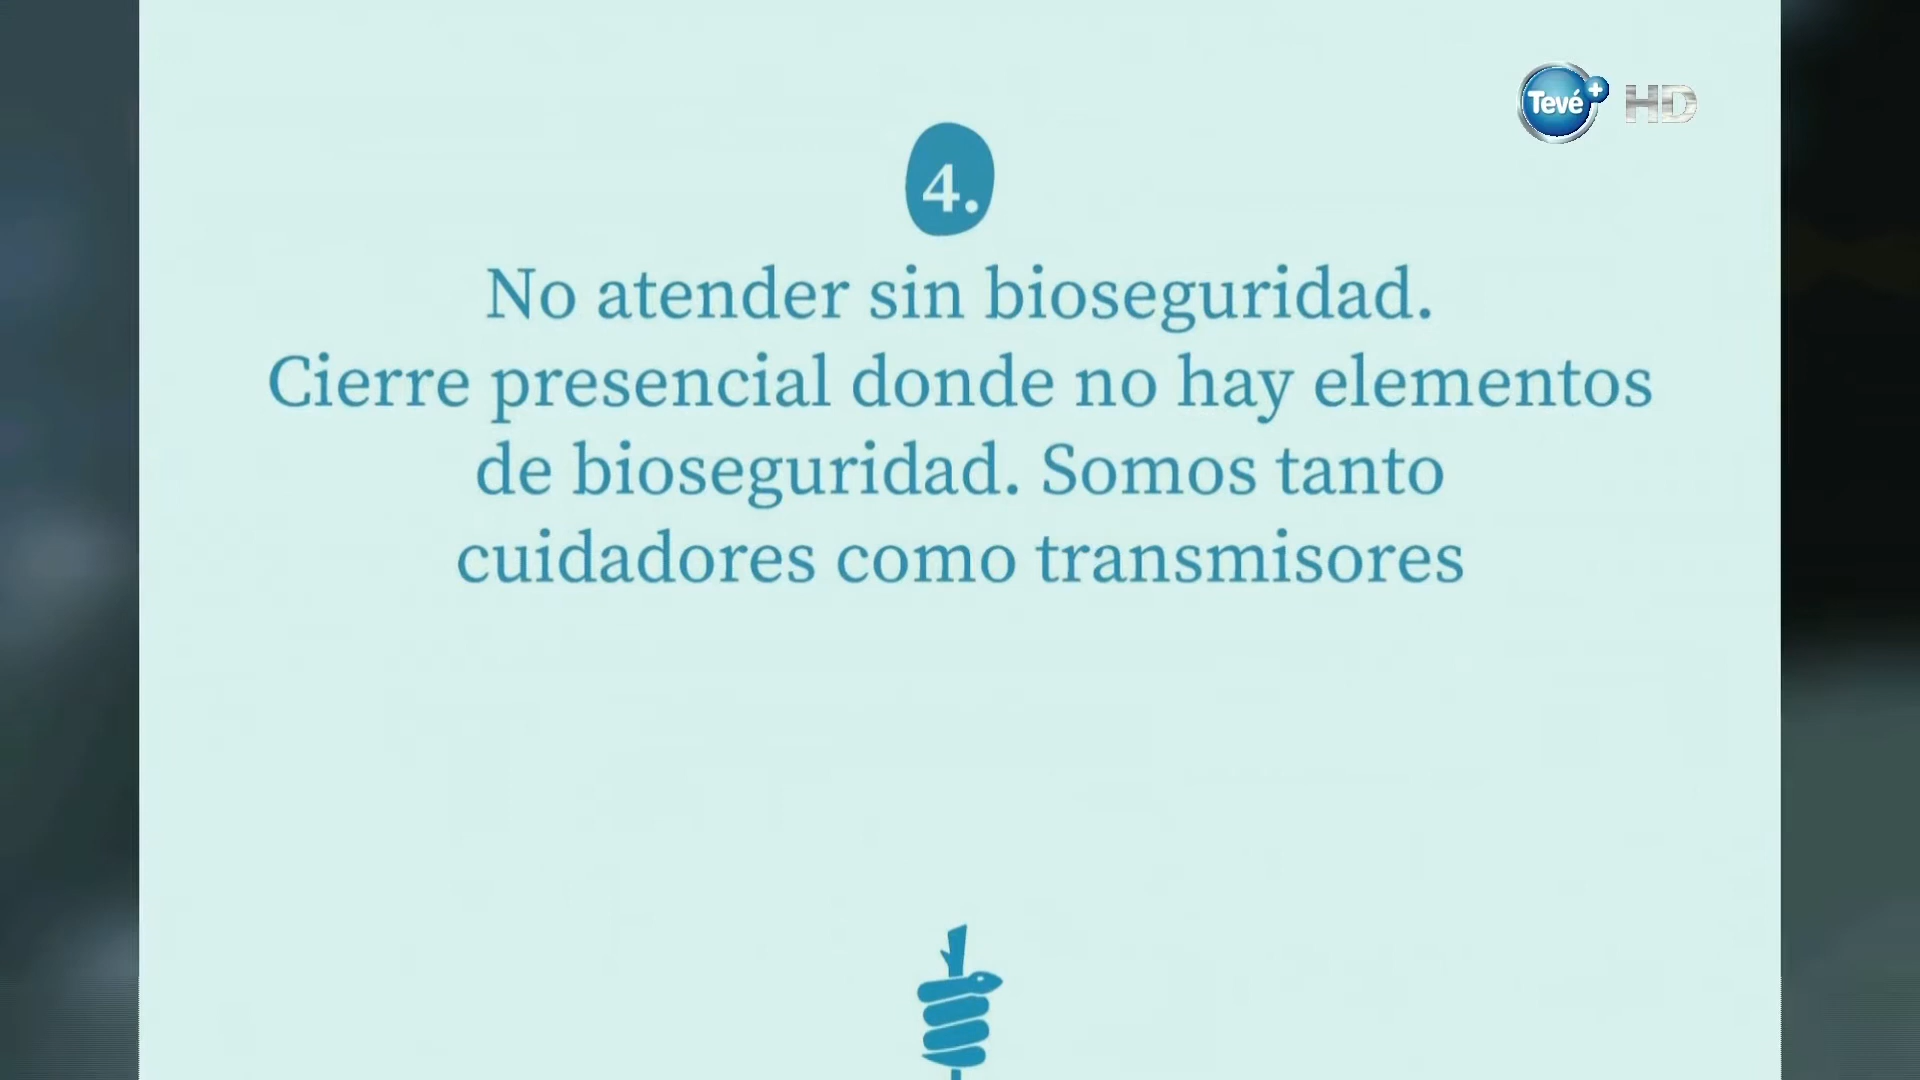 Tevé+ HD
4.
No atender sin bioseguridad.
Cierre presencial donde no hay elementos
de bioseguridad. Somos tanto
cuidadores como transmisores